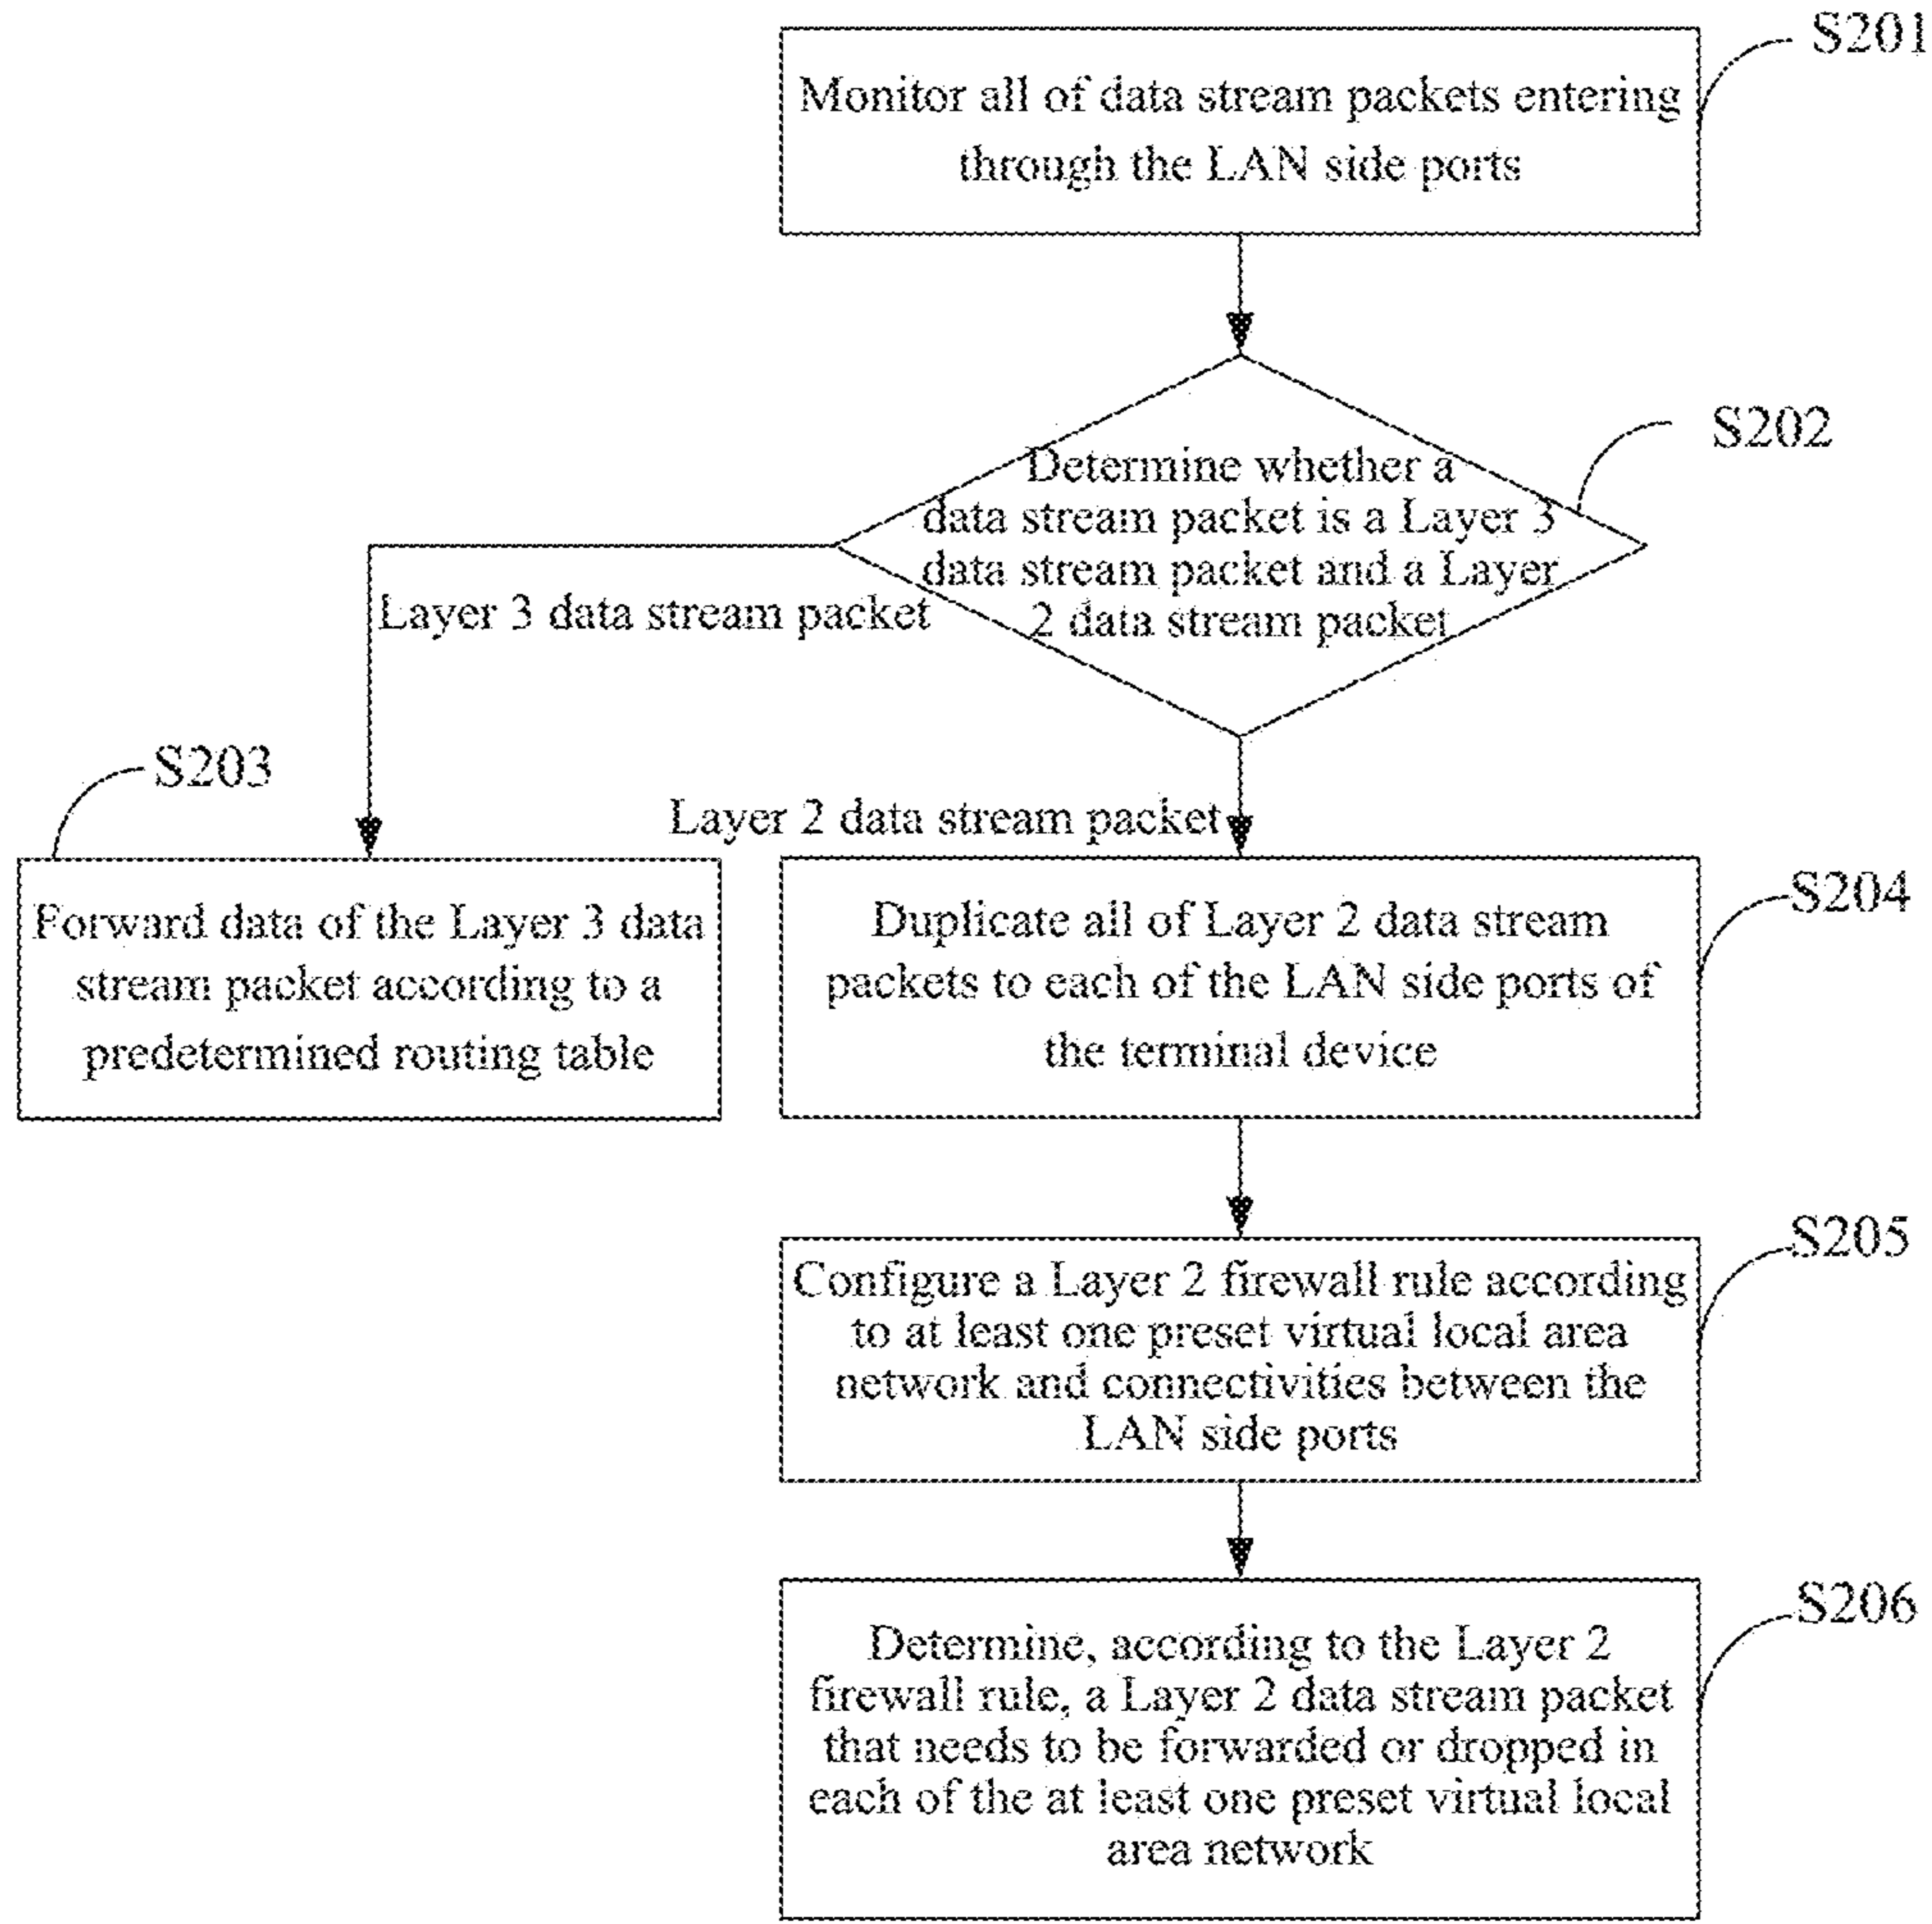 S201
Monitor all of data stream packets entering
through the LAN side ports
S202
Determine whether a
data stream packet is a Layer 3
data stream packet and a Layer
2 data stream packet
Layer 3 data stream packet
S203
Layer 2 data stream packet
Forward data of the Layer 3 data
stream packet according to a
predetermined routing table
S204
Duplicate all of Layer 2 data stream
packets to each of the LAN side ports of
the terminal device
S205
Configure a Layer 2 firewall rule according
to at least one preset virtual local area
network and connectivities between the
LAN side ports
S206
Determine, according to the Layer 2
firewall rule, a Layer 2 data stream packet
that needs to be forwarded or dropped in
each of the at least one preset virtual local
area network